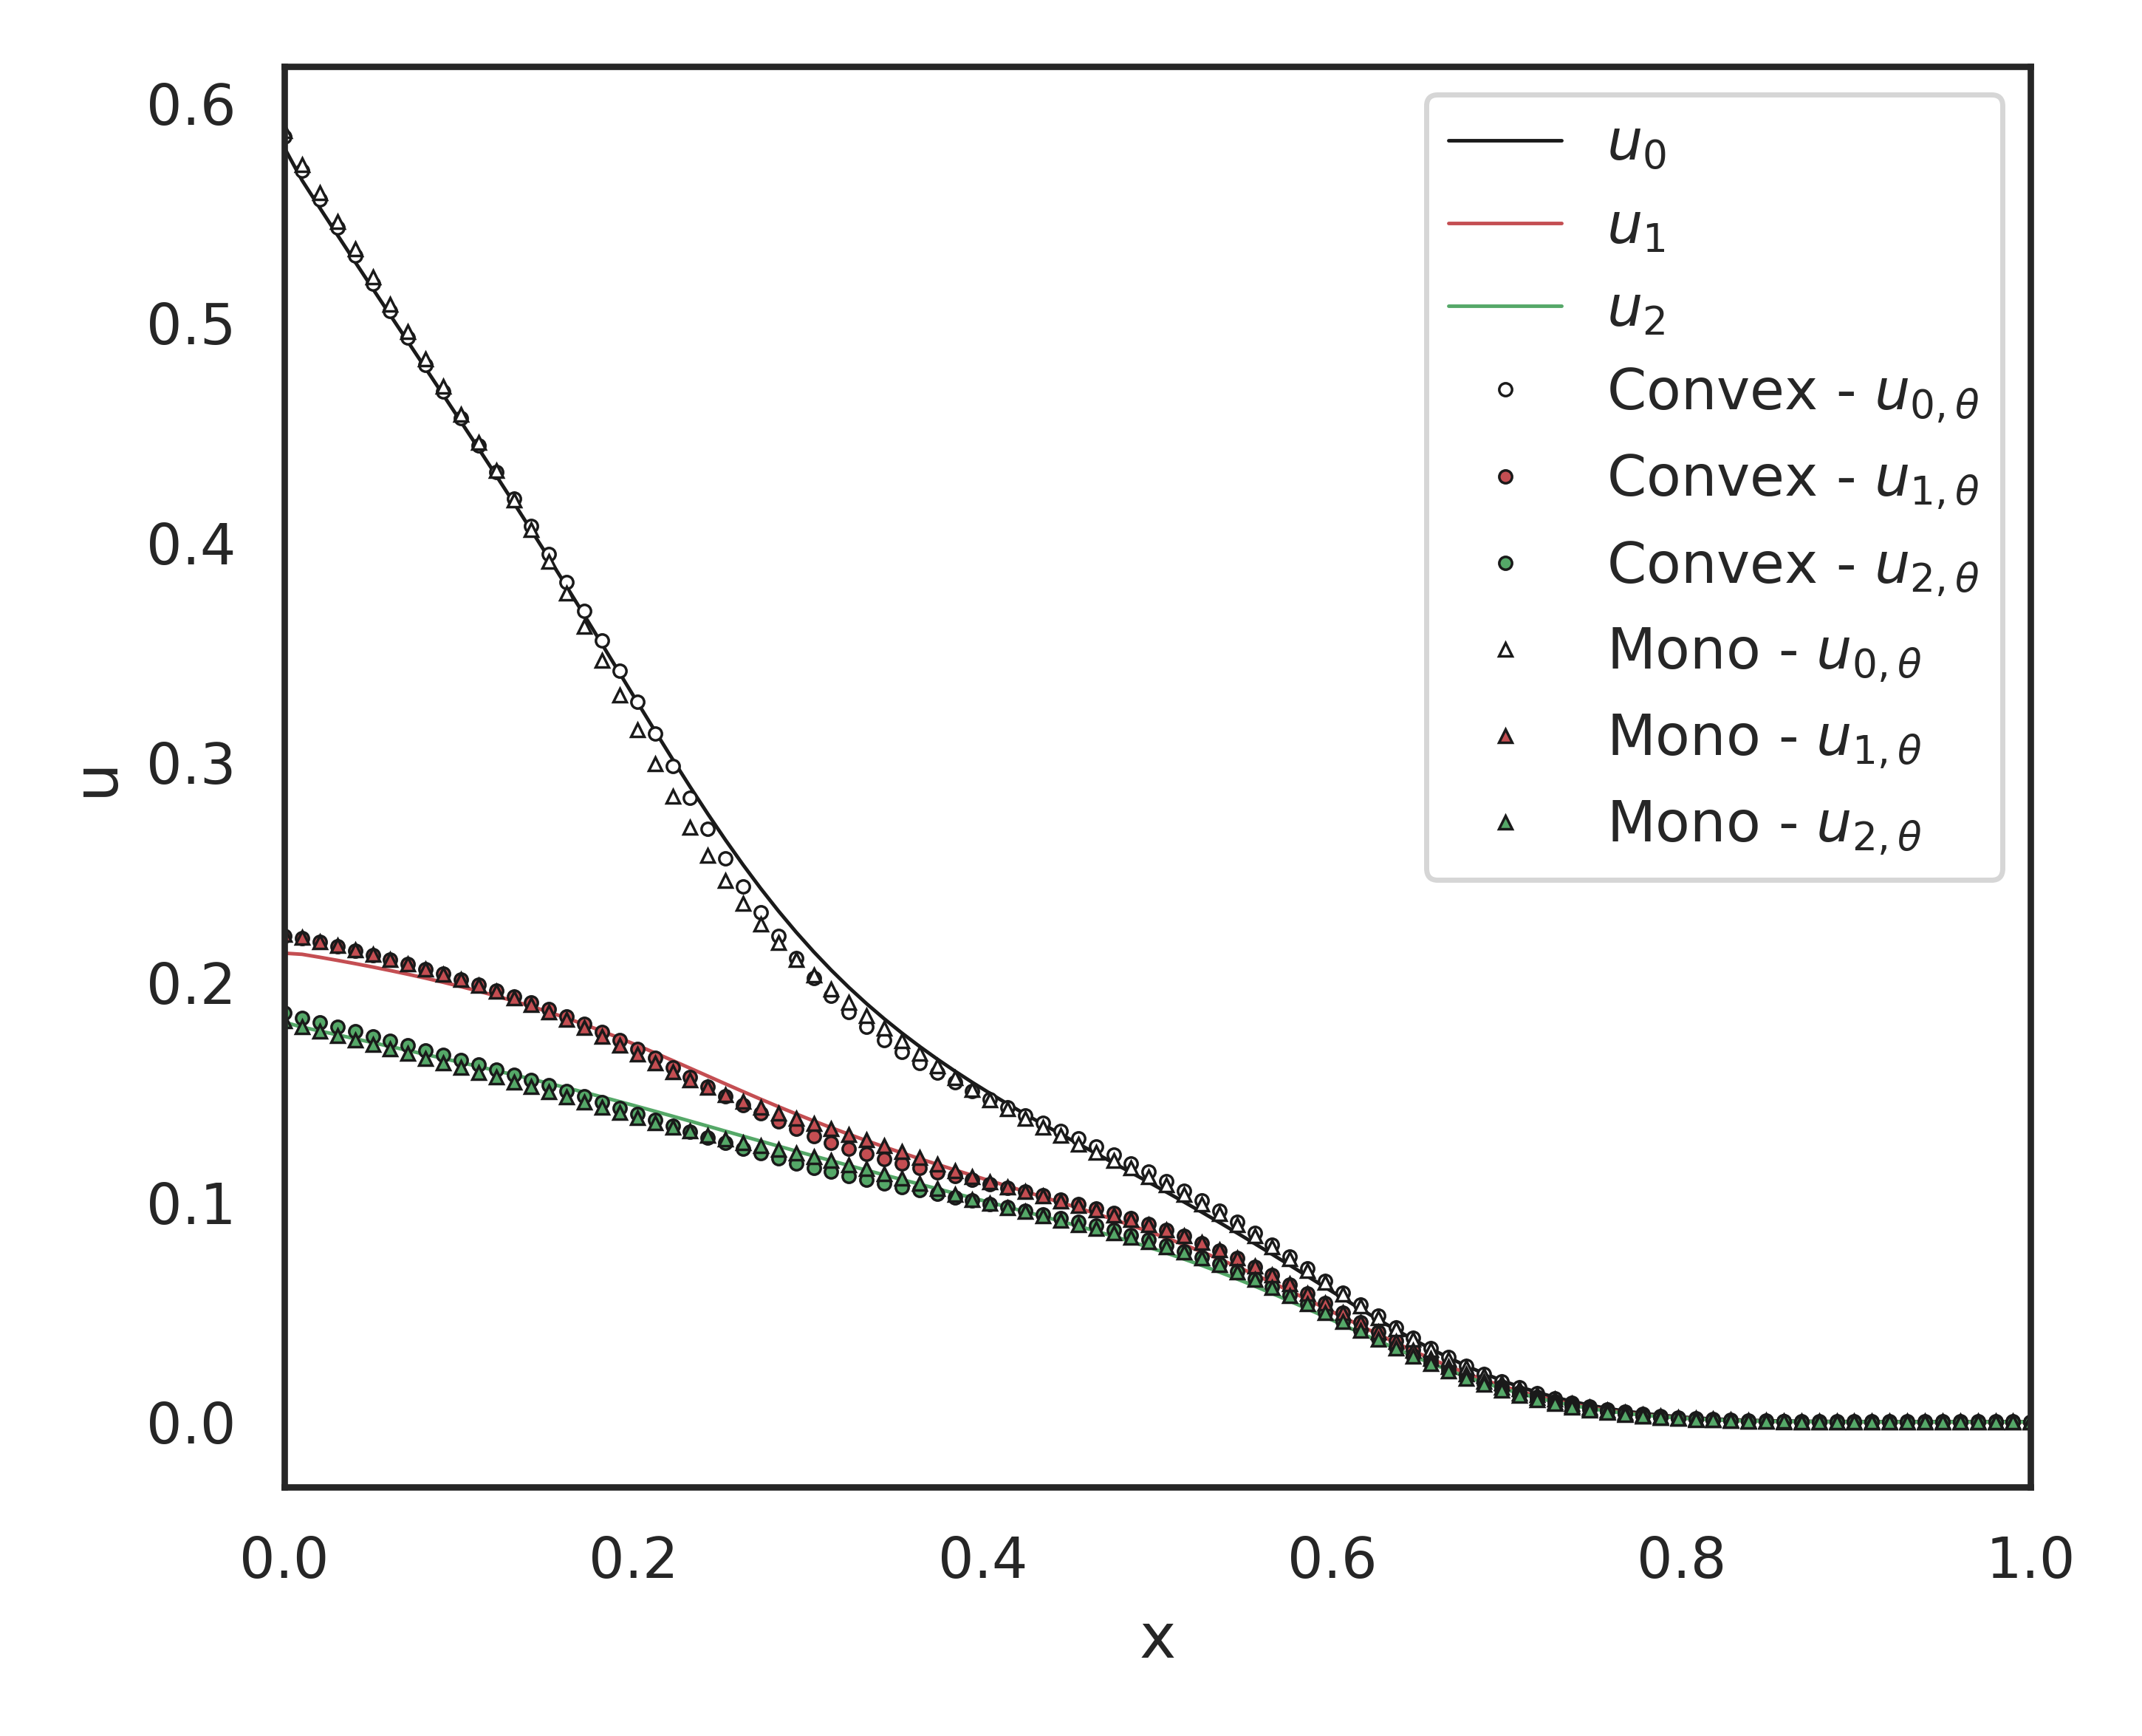 0.6
0.5
0.4
0.3
0.2
0.1
0.0
u
0.0 0.2 0.4 0.6 0.8 1.0
x
u₀
u₁
u₂
Convex - u₀,θ
Convex - u₁,θ
Convex - u₂,θ
Mono - u₀,θ
Mono - u₁,θ
Mono - u₂,θ